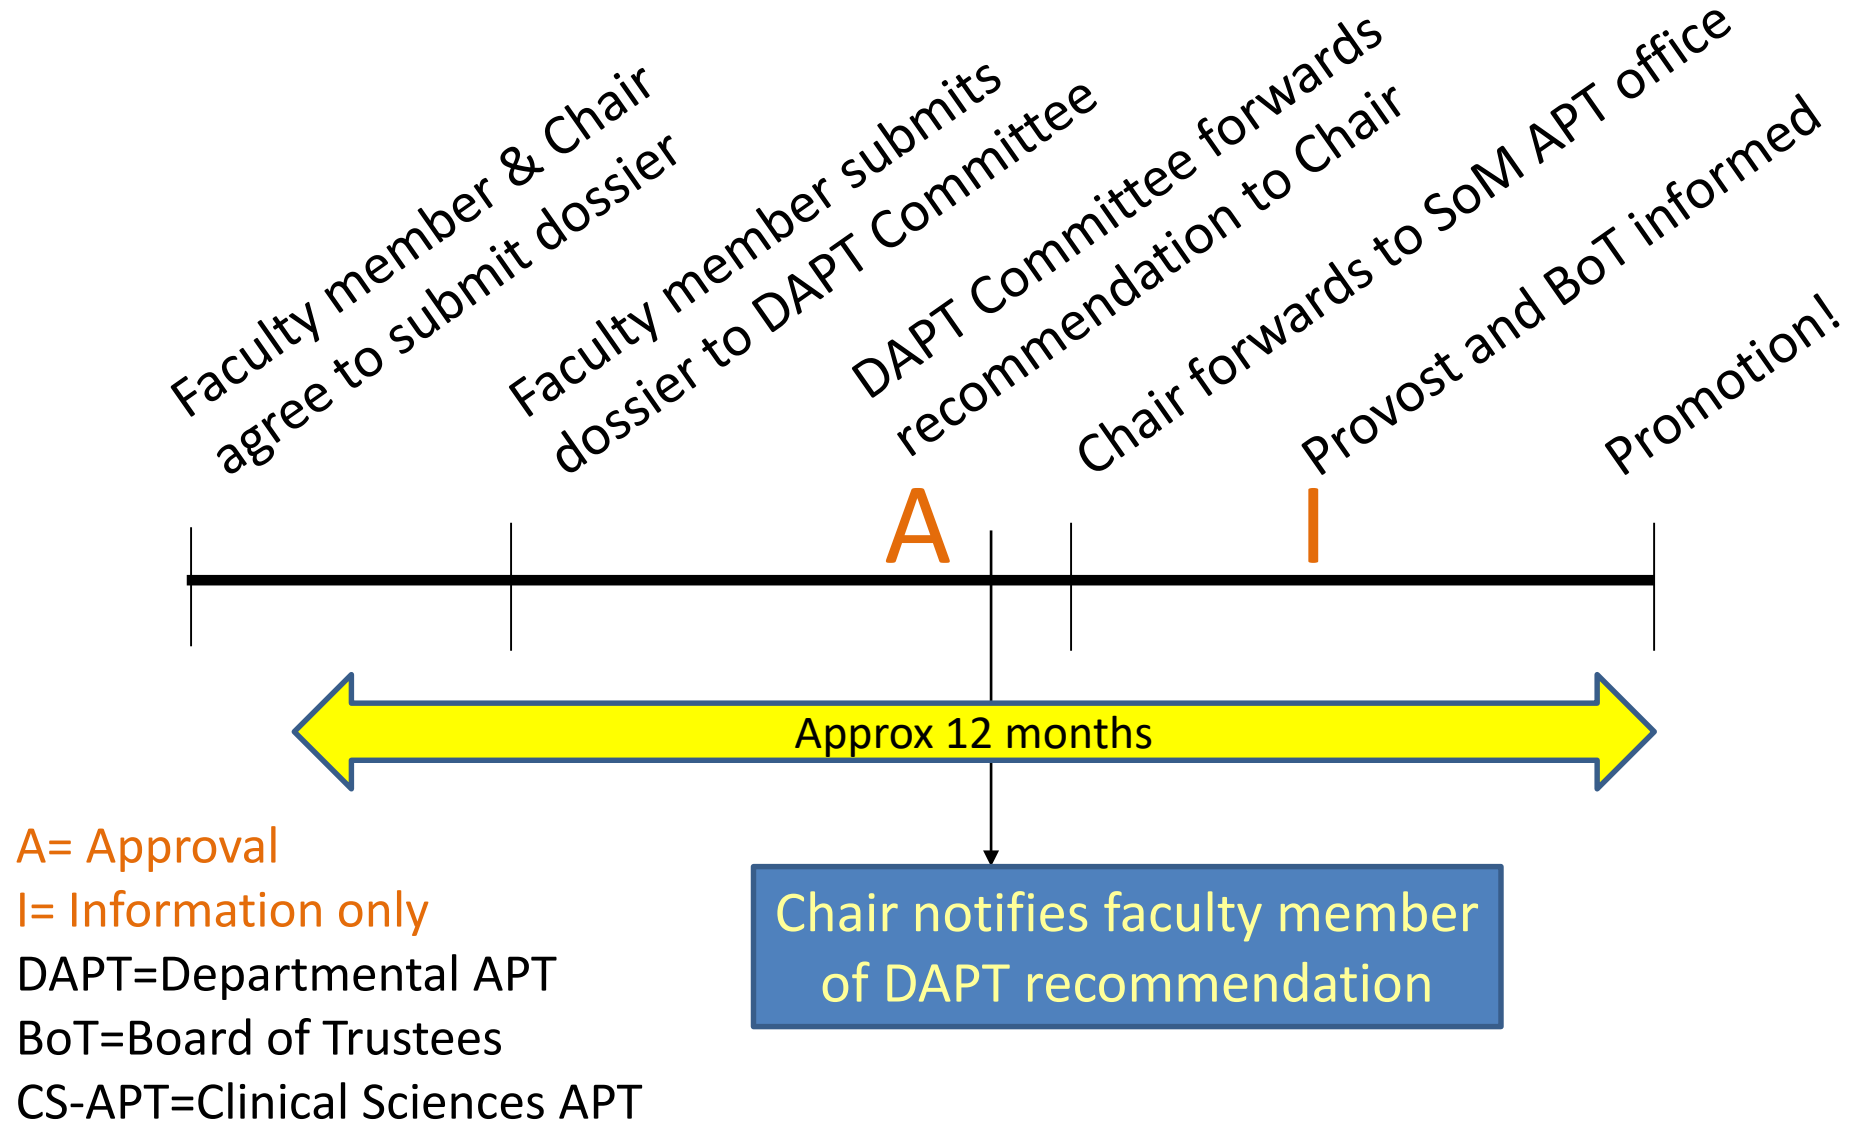 Faculty member & Chair
agree to submit dossier
Faculty member submits
dossier to DAPT Committee
DAPT Committee forwards
recommendation to Chair
Chair forwards to SoM APT office
Provost and BoT informed
Promotion!
A
I
Approx 12 months
Chair notifies faculty member
of DAPT recommendation
A= Approval
I= Information only
DAPT=Departmental APT
BoT=Board of Trustees
CS-APT=Clinical Sciences APT